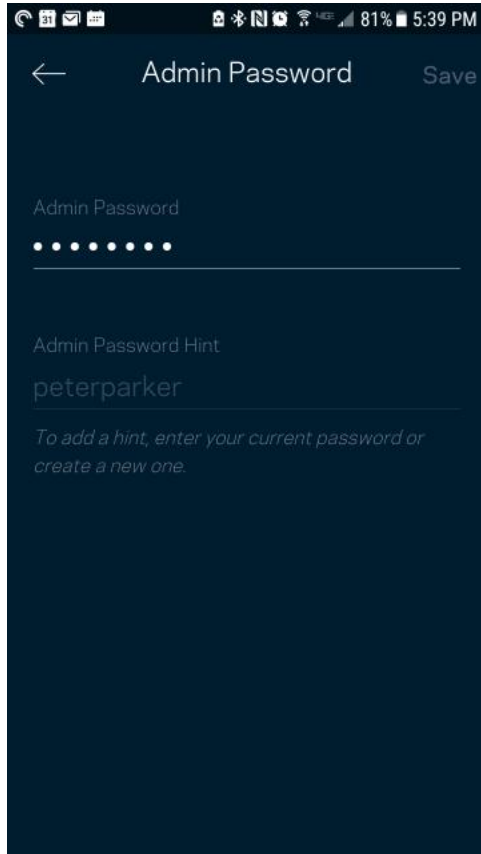 31 81% 5:39 PM
Admin Password Save
Admin Password
••••••••
Admin Password Hint
peterparker
To add a hint, enter your current password or
create a new one.